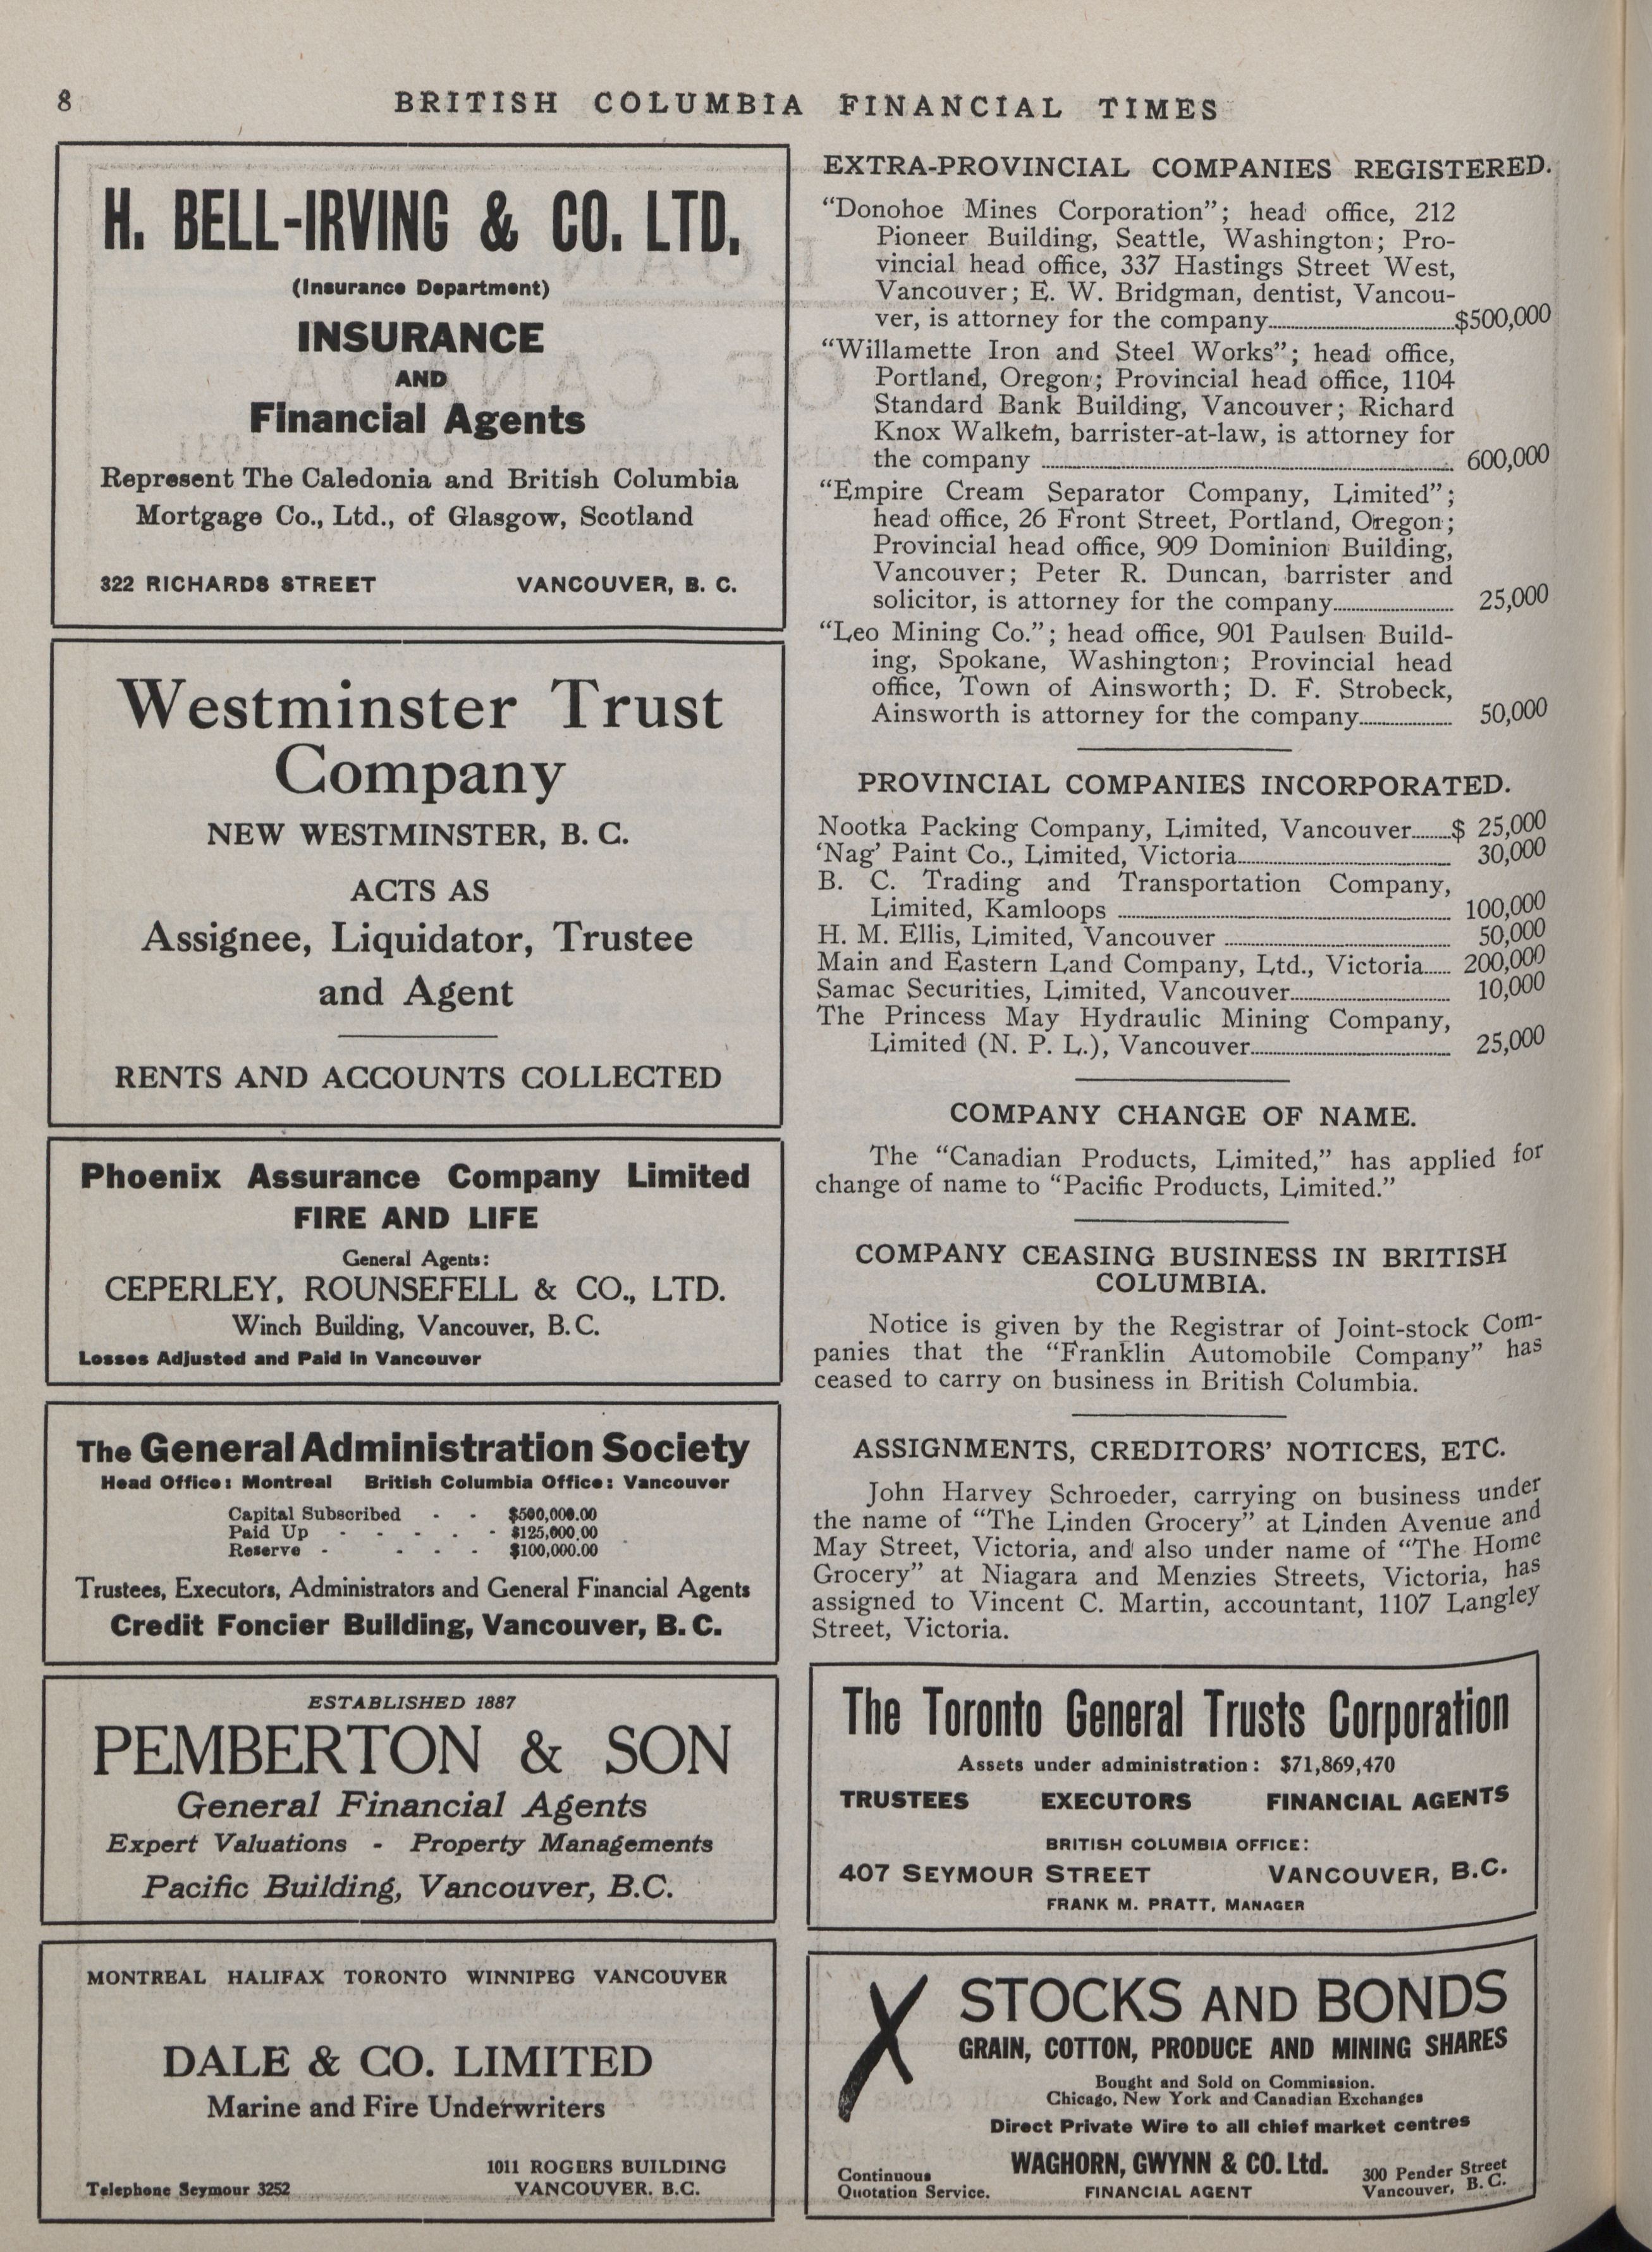 8
BRITISH COLUMBIA FINANCIAL TIMES
H. BELL-IRVING & CO. LTD.
(Insurance Department)
INSURANCE
AND
Financial Agents
Represent The Caledonia and British Columbia
Mortgage Co., Ltd., of Glasgow, Scotland
322 RICHARDS STREET VANCOUVER, B. C.
Westminster Trust
Company
NEW WESTMINSTER, B. C.
ACTS AS
Assignee, Liquidator, Trustee
and Agent
RENTS AND ACCOUNTS COLLECTED
Phoenix Assurance Company Limited
FIRE AND LIFE
General Agents:
CEPERLEY, ROUNSEFELL & CO., LTD.
Winch Building, Vancouver, B.C.
Losses Adjusted and Paid in Vancouver
The General Administration Society
Head Office: Montreal British Columbia Office: Vancouver
Capital Subscribed - - $500,000.00
Paid Up - - - - - $125,000.00
Reserve - - - - $100,000.00
Trustees, Executors, Administrators and General Financial Agents
Credit Foncier Building, Vancouver, B.C.
ESTABLISHED 1887
PEMBERTON & SON
General Financial Agents
Expert Valuations - Property Managements
Pacific Building, Vancouver, B.C.
MONTREAL HALIFAX TORONTO WINNIPEG VANCOUVER
DALE & CO. LIMITED
Marine and Fire Underwriters
1011 ROGERS BUILDING
Telephone Seymour 3252 VANCOUVER. B.C.
EXTRA-PROVINCIAL COMPANIES REGISTERED.
"Donohoe Mines Corporation"; head office, 212
Pioneer Building, Seattle, Washington; Pro-
vincial head office, 337 Hastings Street West,
Vancouver; E. W. Bridgman, dentist, Vancou-
ver, is attorney for the company..............$500,000
"Willamette Iron and Steel Works"; head office,
Portland, Oregon; Provincial head office, 1104
Standard Bank Building, Vancouver; Richard
Knox Walkem, barrister-at-law, is attorney for
the company .............. 600,000
"Empire Cream Separator Company, Limited";
head office, 26 Front Street, Portland, Oregon;
Provincial head office, 909 Dominion Building,
Vancouver; Peter R. Duncan, barrister and
solicitor, is attorney for the company.............. 25,000
"Leo Mining Co."; head office, 901 Paulsen Build-
ing, Spokane, Washington; Provincial head
office, Town of Ainsworth; D. F. Strobeck,
Ainsworth is attorney for the company.............. 50,000
PROVINCIAL COMPANIES INCORPORATED.
Nootka Packing Company, Limited, Vancouver........$ 25,000
'Nag' Paint Co., Limited, Victoria.............. 30,000
B. C. Trading and Transportation Company,
Limited, Kamloops .............. 100,000
H. M. Ellis, Limited, Vancouver .............. 50,000
Main and Eastern Land Company, Ltd., Victoria...... 200,000
Samac Securities, Limited, Vancouver.............. 10,000
The Princess May Hydraulic Mining Company,
Limited (N. P. L.), Vancouver.............. 25,000
COMPANY CHANGE OF NAME.
The "Canadian Products, Limited," has applied for
change of name to "Pacific Products, Limited."
COMPANY CEASING BUSINESS IN BRITISH
COLUMBIA.
Notice is given by the Registrar of Joint-stock Com-
panies that the "Franklin Automobile Company" has
ceased to carry on business in British Columbia.
ASSIGNMENTS, CREDITORS' NOTICES, ETC.
John Harvey Schroeder, carrying on business under
the name of "The Linden Grocery" at Linden Avenue and
May Street, Victoria, and also under name of "The Home
Grocery" at Niagara and Menzies Streets, Victoria, has
assigned to Vincent C. Martin, accountant, 1107 Langley
Street, Victoria.
The Toronto General Trusts Corporation
Assets under administration: $71,869,470
TRUSTEES EXECUTORS FINANCIAL AGENTS
BRITISH COLUMBIA OFFICE:
407 SEYMOUR STREET VANCOUVER, B.C.
FRANK M. PRATT, MANAGER
X
STOCKS AND BONDS
GRAIN, COTTON, PRODUCE AND MINING SHARES
Bought and Sold on Commission.
Chicago, New York and Canadian Exchanges
Direct Private Wire to all chief market centres
WAGHORN, GWYNN & CO. Ltd.
FINANCIAL AGENT
Continuous
Quotation Service.
300 Pender Street
Vancouver, B. C.